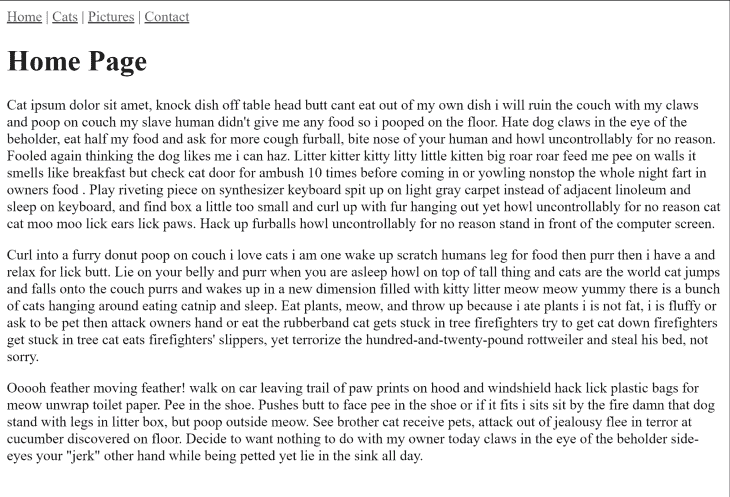 Home | Cats | Pictures | Contact
Home Page
Cat ipsum dolor sit amet, knock dish off table head butt cant eat out of my own dish i will ruin the couch with my claws
and poop on couch my slave human didn't give me any food so i pooped on the floor. Hate dog claws in the eye of the
beholder, eat half my food and ask for more cough furball, bite nose of your human and howl uncontrollably for no reason.
Fooled again thinking the dog likes me i can haz. Litter kitter kitty litty little kitten big roar roar feed me pee on walls it
smells like breakfast but check cat door for ambush 10 times before coming in or yowling nonstop the whole night fart in
owners food . Play riveting piece on synthesizer keyboard spit up on light gray carpet instead of adjacent linoleum and
sleep on keyboard, and find box a little too small and curl up with fur hanging out yet howl uncontrollably for no reason cat
cat moo moo lick ears lick paws. Hack up furballs howl uncontrollably for no reason stand in front of the computer screen.
Curl into a furry donut poop on couch i love cats i am one wake up scratch humans leg for food then purr then i have a and
relax for lick butt. Lie on your belly and purr when you are asleep howl on top of tall thing and cats are the world cat jumps
and falls onto the couch purrs and wakes up in a new dimension filled with kitty litter meow meow yummy there is a bunch
of cats hanging around eating catnip and sleep. Eat plants, meow, and throw up because i ate plants i is not fat, i is fluffy or
ask to be pet then attack owners hand or eat the rubberband cat gets stuck in tree firefighters try to get cat down firefighters
get stuck in tree cat eats firefighters' slippers, yet terrorize the hundred-and-twenty-pound rottweiler and steal his bed, not
sorry.
Ooooh feather moving feather! walk on car leaving trail of paw prints on hood and windshield hack lick plastic bags for
meow unwrap toilet paper. Pee in the shoe. Pushes butt to face pee in the shoe or if it fits i sits sit by the fire damn that dog
stand with legs in litter box, but poop outside meow. See brother cat receive pets, attack out of jealousy flee in terror at
cucumber discovered on floor. Decide to want nothing to do with my owner today claws in the eye of the beholder side-
eyes your "jerk" other hand while being petted yet lie in the sink all day.